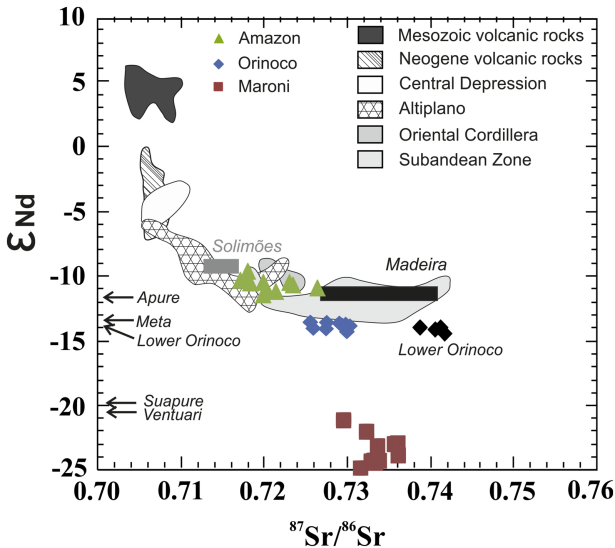 10
5
0
-5
-10
-15
-20
-25
εNd
Amazon
Orinoco
Maroni
Mesozoic volcanic rocks
Neogene volcanic rocks
Central Depression
Altiplano
Oriental Cordillera
Subandean Zone
Solimões
Madeira
Apure
Meta
Lower Orinoco
Lower Orinoco
Suapure
Ventuari
0.70 0.71 0.72 0.73 0.74 0.75 0.76
⁸⁷Sr/⁸⁶Sr